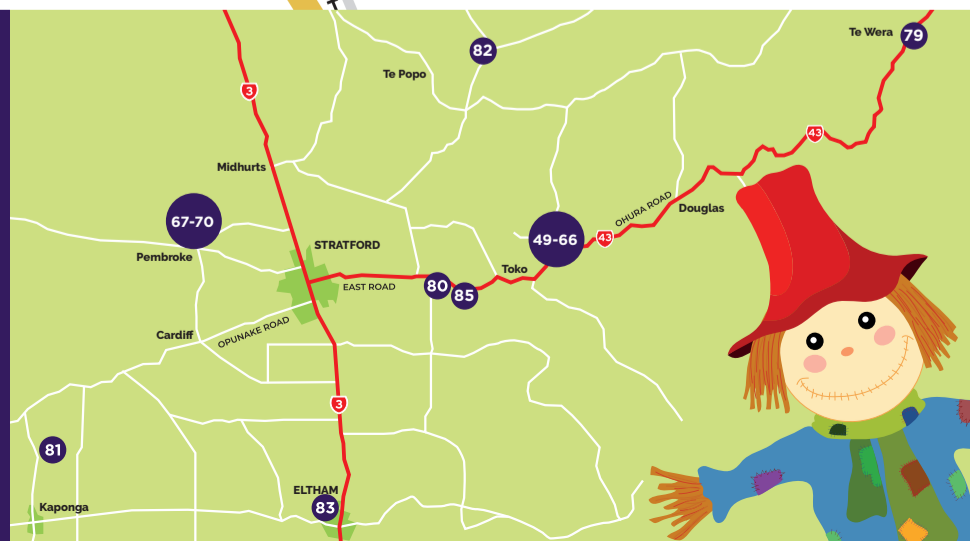 Te Wera
79
82
Te Popo
3
43
Midhurts
67-70
OHURA ROAD
Douglas
49-66
43
STRATFORD
Pembroke
Toko
80
EAST ROAD
85
Cardiff
OPUNAKE ROAD
3
81
ELTHAM
83
Kaponga